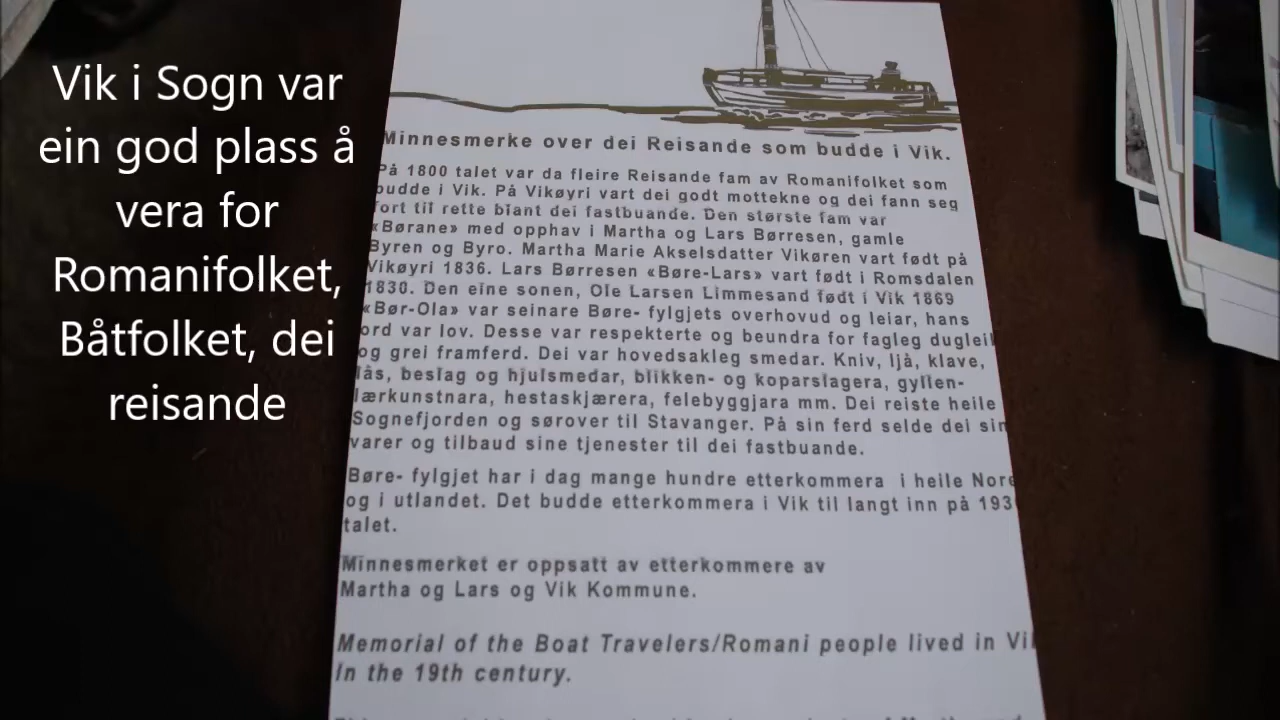 Vik i Sogn var
ein god plass å
vera for
Romanifolket,
Båtfolket, dei
reisande
Minnesmerke over dei Reisande som budde i Vik.
På 1800 talet var da fleire Reisande fam av Romanifolket som
budde i Vik. På Vikøyri vart dei godt mottekne og dei fann seg
fort til rette blant dei fastbuande. Den største fam var
«Børane» med opphav i Martha og Lars Børresen, gamle
Byren og Byro. Martha Marie Akselsdatter Vikøren vart født på
Vikøyri 1836. Lars Børresen «Børe-Lars» vart født i Romsdalen
1830. Den eine sonen, Ole Larsen Limmesand født i Vik 1869
«Bør-Ola» var seinare Børe- fylgjets overhovud og leiar, hans
ord var lov. Desse var respekterte og beundra for fagleg dugleik
og grei framferd. Dei var hovedsakleg smedar. Kniv, ljå, klave,
lås, beslag og hjulsmedar, blikken- og koparslagera, gyllen-
lærkunstnara, hestaskjærera, felebyggjara mm. Dei reiste heile
Sognefjorden og sørover til Stavanger. På sin ferd selde dei sin
varer og tilbaud sine tjenester til dei fastbuande.
Børe- fylgjet har i dag mange hundre etterkommera i heile Nore
og i utlandet. Det budde etterkommera i Vik til langt inn på 193
talet.
Minnesmerket er oppsatt av etterkommere av
Martha og Lars og Vik Kommune.
Memorial of the Boat Travelers/Romani people lived in Vi
In the 19th century.